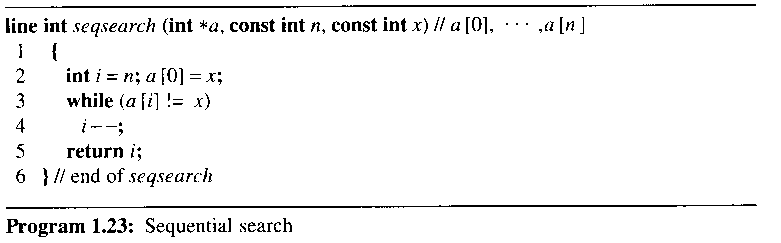 line int seqsearch (int *a, const int n, const int x) // a [0], ··· ,a [n ]
1 {
2 int i = n; a [0] = x;
3 while (a [i] != x)
4 i--;
5 return i;
6 } // end of seqsearch
Program 1.23: Sequential search